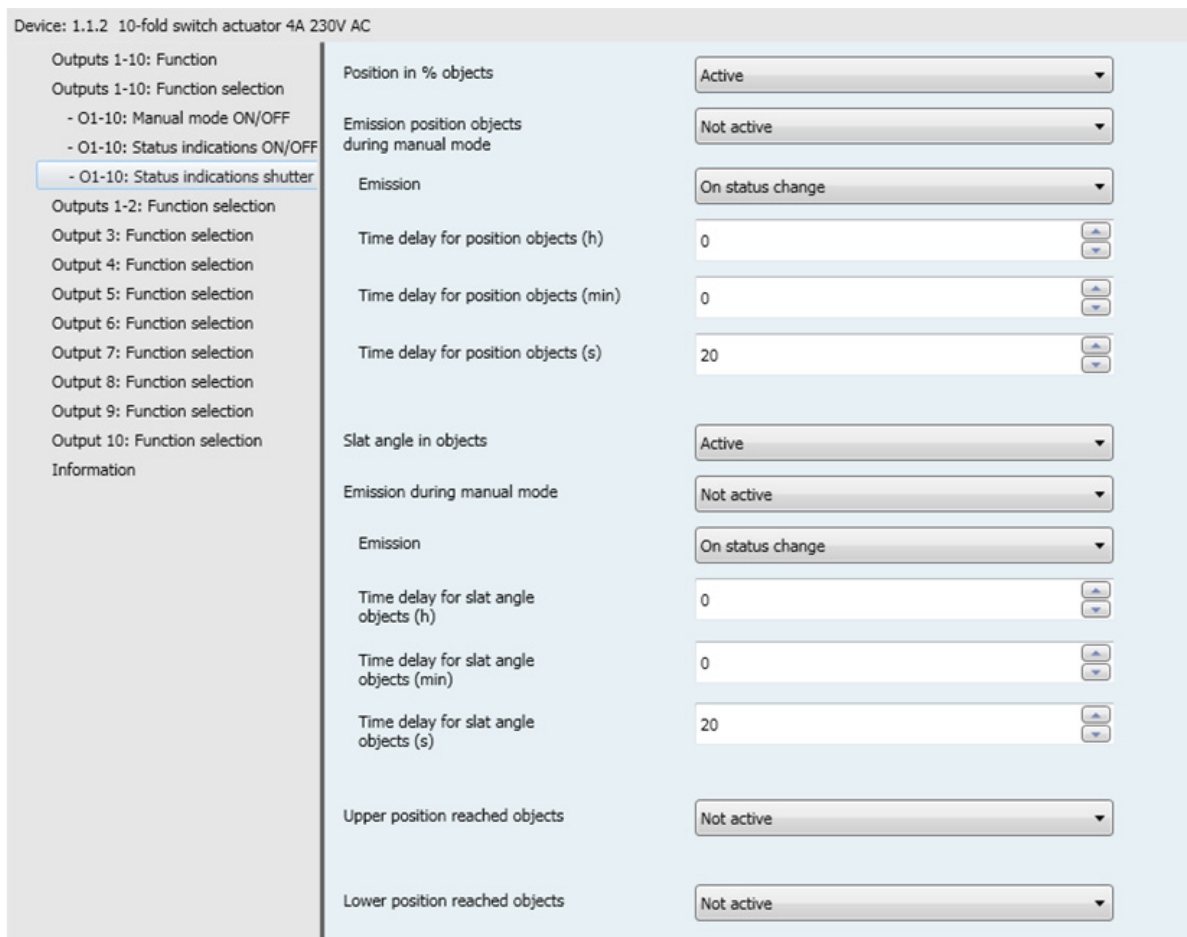 Device: 1.1.2 10-fold switch actuator 4A 230V AC
Outputs 1-10: Function
Outputs 1-10: Function selection
- O1-10: Manual mode ON/OFF
- O1-10: Status indications ON/OFF
- O1-10: Status indications shutter
Outputs 1-2: Function selection
Output 3: Function selection
Output 4: Function selection
Output 5: Function selection
Output 6: Function selection
Output 7: Function selection
Output 8: Function selection
Output 9: Function selection
Output 10: Function selection
Information
Position in % objects
Active
Emission position objects
during manual mode
Not active
Emission
On status change
Time delay for position objects (h)
0
Time delay for position objects (min)
0
Time delay for position objects (s)
20
Slat angle in objects
Active
Emission during manual mode
Not active
Emission
On status change
Time delay for slat angle
objects (h)
0
Time delay for slat angle
objects (min)
0
Time delay for slat angle
objects (s)
20
Upper position reached objects
Not active
Lower position reached objects
Not active